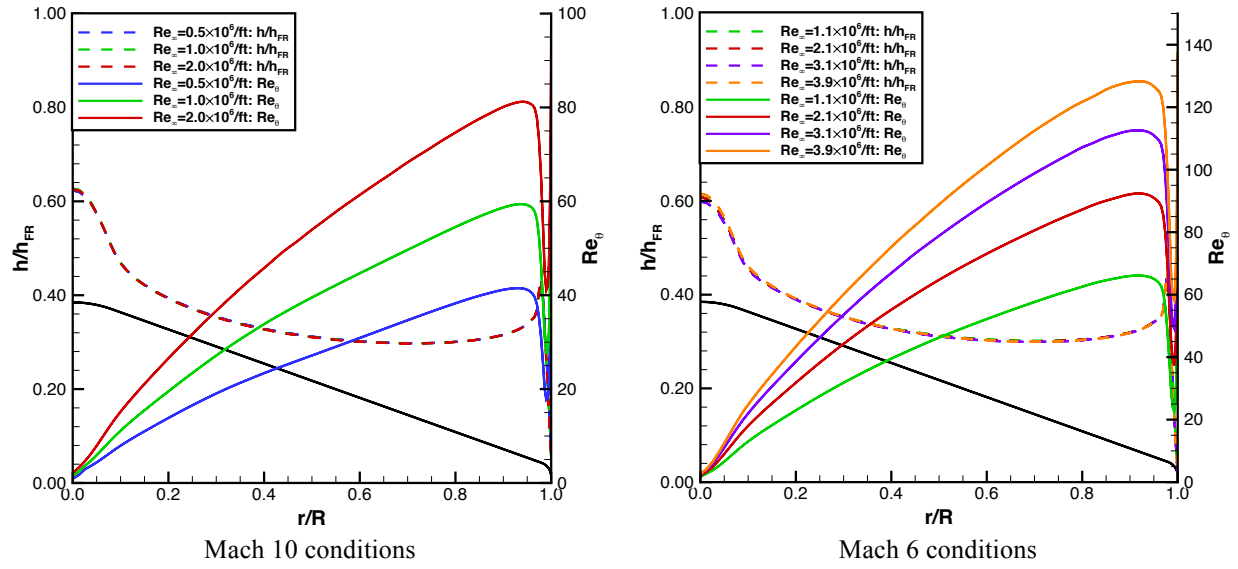 Re∞=0.5×10⁶/ft: h/hFR
Re∞=1.0×10⁶/ft: h/hFR
Re∞=2.0×10⁶/ft: h/hFR
Re∞=0.5×10⁶/ft: Reθ
Re∞=1.0×10⁶/ft: Reθ
Re∞=2.0×10⁶/ft: Reθ
1.00
0.80
0.60
0.40
0.20
0.00
h/hFR
100
80
60
40
20
0
Reθ
0.0 0.2 0.4 0.6 0.8 1.0
r/R
Mach 10 conditions
Re∞=1.1×10⁶/ft: h/hFR
Re∞=2.1×10⁶/ft: h/hFR
Re∞=3.1×10⁶/ft: h/hFR
Re∞=3.9×10⁶/ft: h/hFR
Re∞=1.1×10⁶/ft: Reθ
Re∞=2.1×10⁶/ft: Reθ
Re∞=3.1×10⁶/ft: Reθ
Re∞=3.9×10⁶/ft: Reθ
1.00
0.80
0.60
0.40
0.20
0.00
h/hFR
140
120
100
80
60
40
20
0
Reθ
0.0 0.2 0.4 0.6 0.8 1.0
r/R
Mach 6 conditions